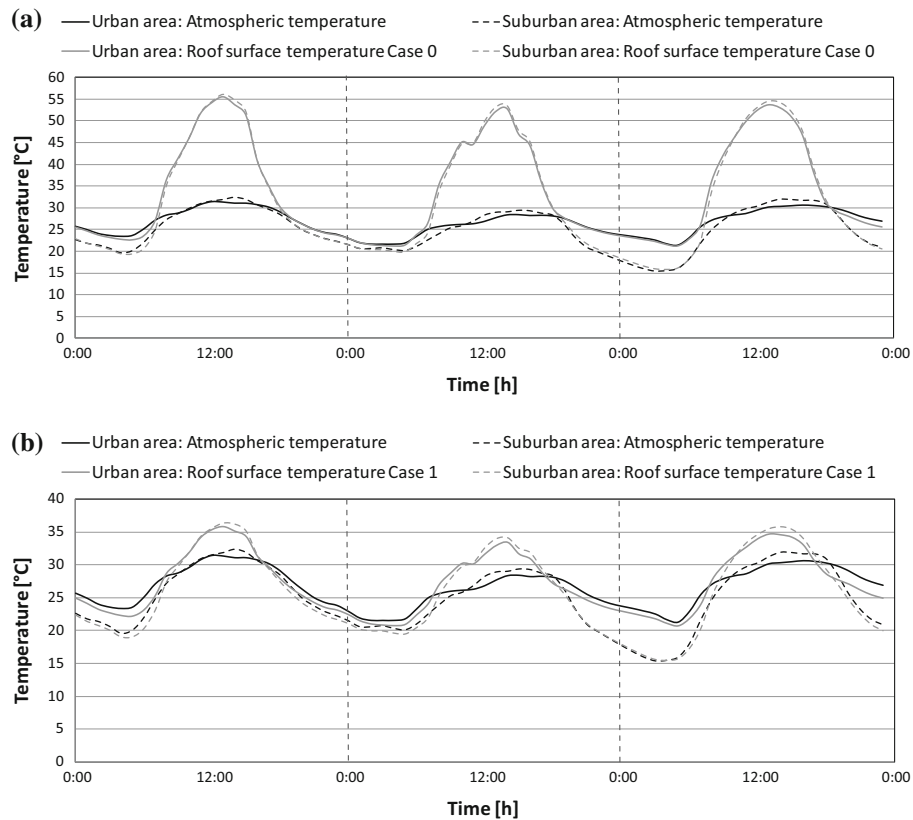 (a)
Urban area: Atmospheric temperature
Suburban area: Atmospheric temperature
Urban area: Roof surface temperature Case 0
Suburban area: Roof surface temperature Case 0
Temperature [°C]
60
55
50
45
40
35
30
25
20
15
10
5
0
0:00
12:00
0:00
12:00
0:00
12:00
0:00
Time [h]
(b)
Urban area: Atmospheric temperature
Suburban area: Atmospheric temperature
Urban area: Roof surface temperature Case 1
Suburban area: Roof surface temperature Case 1
Temperature [°C]
40
35
30
25
20
15
10
5
0
0:00
12:00
0:00
12:00
0:00
12:00
0:00
Time [h]